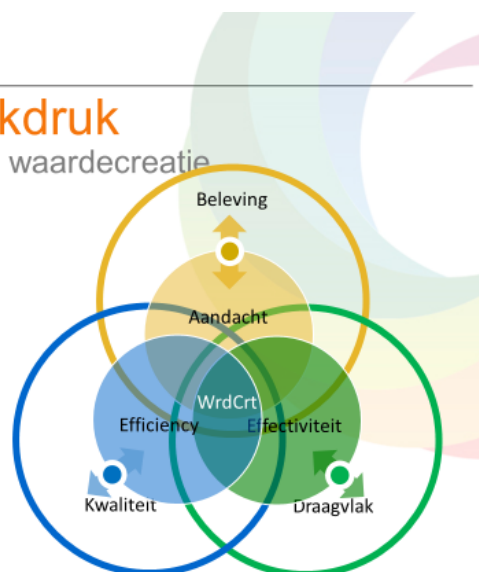 kdruk
waardecreatie
Beleving
Aandacht
WrdCrt
Efficiency
Effectiviteit
Kwaliteit
Draagvlak